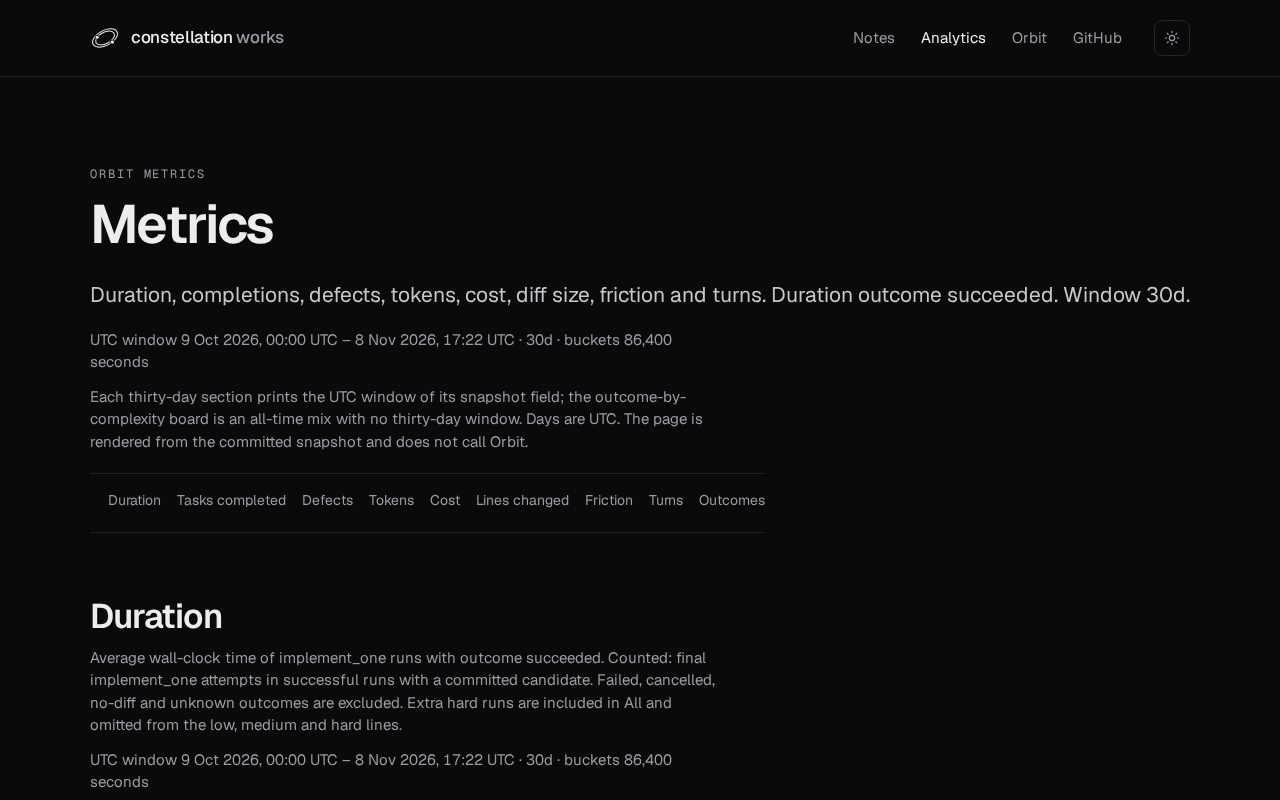 constellation works
Notes Analytics Orbit GitHub
ORBIT METRICS
Metrics
Duration, completions, defects, tokens, cost, diff size, friction and turns. Duration outcome succeeded. Window 30d.
UTC window 9 Oct 2026, 00:00 UTC – 8 Nov 2026, 17:22 UTC · 30d · buckets 86,400
seconds
Each thirty-day section prints the UTC window of its snapshot field; the outcome-by-
complexity board is an all-time mix with no thirty-day window. Days are UTC. The page is
rendered from the committed snapshot and does not call Orbit.
Duration Tasks completed Defects Tokens Cost Lines changed Friction Turns Outcomes
Duration
Average wall-clock time of implement_one runs with outcome succeeded. Counted: final
implement_one attempts in successful runs with a committed candidate. Failed, cancelled,
no-diff and unknown outcomes are excluded. Extra hard runs are included in All and
omitted from the low, medium and hard lines.
UTC window 9 Oct 2026, 00:00 UTC – 8 Nov 2026, 17:22 UTC · 30d · buckets 86,400
seconds